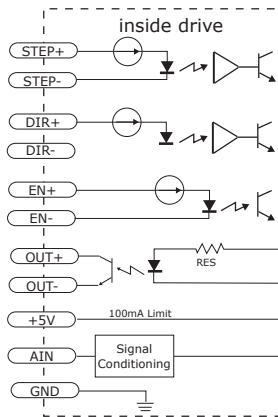 inside drive
STEP+
STEP-
DIR+
DIR-
EN+
EN-
OUT+
RES
OUT-
+5V
100mA Limit
AIN
Signal
Conditioning
GND